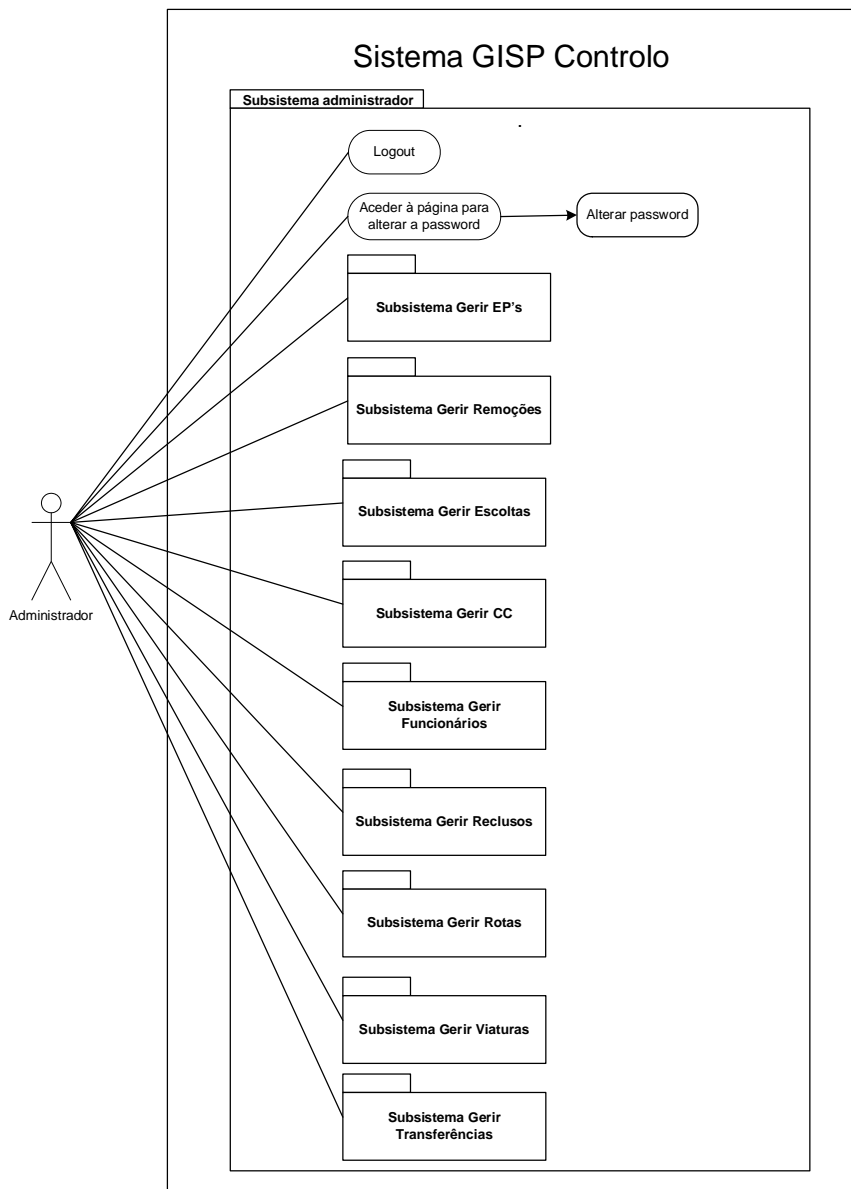 Sistema GISP Controlo
Subsistema administrador
Logout
Aceder à página para
alterar a password
Alterar password
Subsistema Gerir EP's
Subsistema Gerir Remoções
Subsistema Gerir Escoltas
Subsistema Gerir CC
Administrador
Subsistema Gerir
Funcionários
Subsistema Gerir Reclusos
Subsistema Gerir Rotas
Subsistema Gerir Viaturas
Subsistema Gerir
Transferências